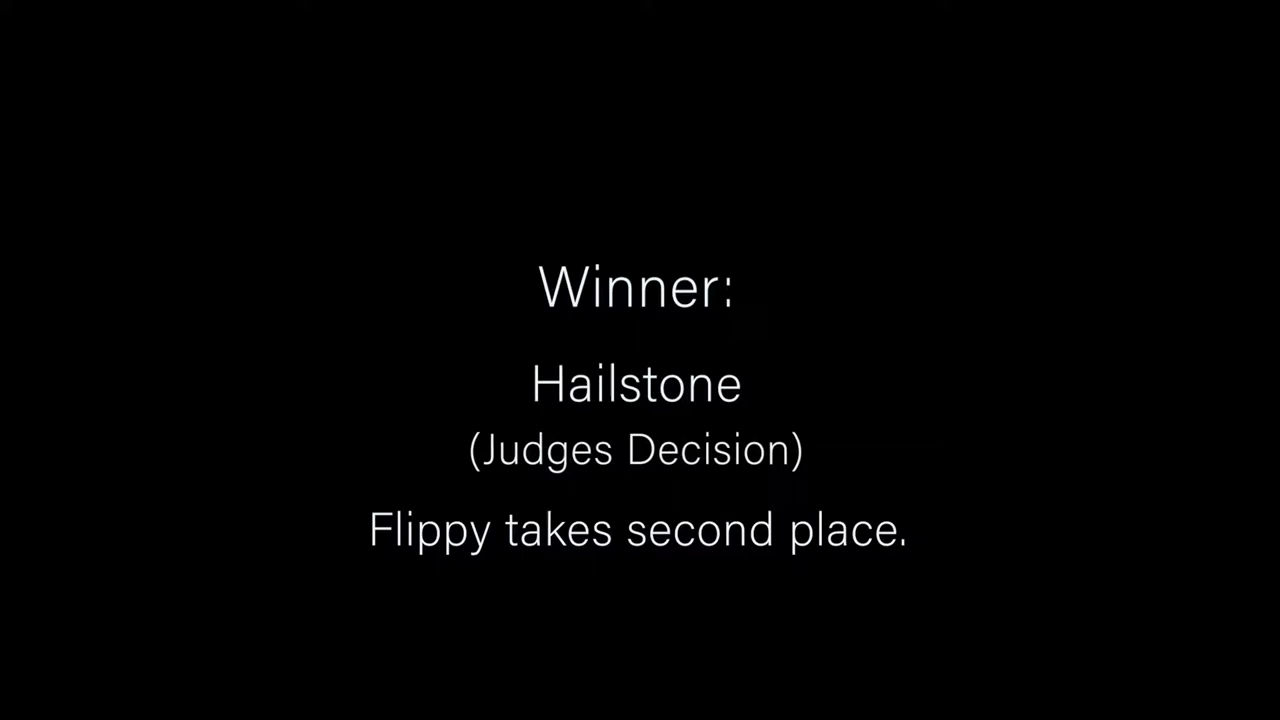 Winner:
Hailstone
(Judges Decision)
Flippy takes second place.